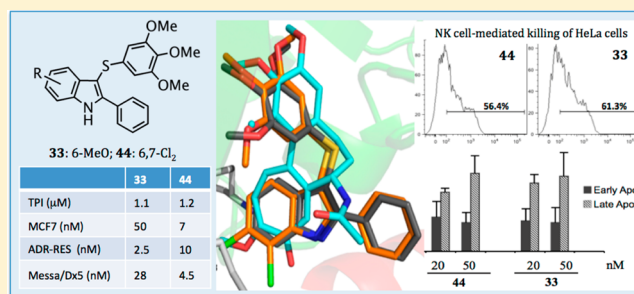 OMe
OMe
OMe
S
R
N
H
33: 6-MeO; 44: 6,7-Cl2
33 44
TPI (μM) 1.1 1.2
MCF7 (nM) 50 7
ADR-RES (nM) 2.5 10
Messa/Dx5 (nM) 28 4.5
NK cell-mediated killing of HeLa cells
44 33
56.4%
61.3%
Early Apo
Late Apo
20 50 20 50
nM
44 33